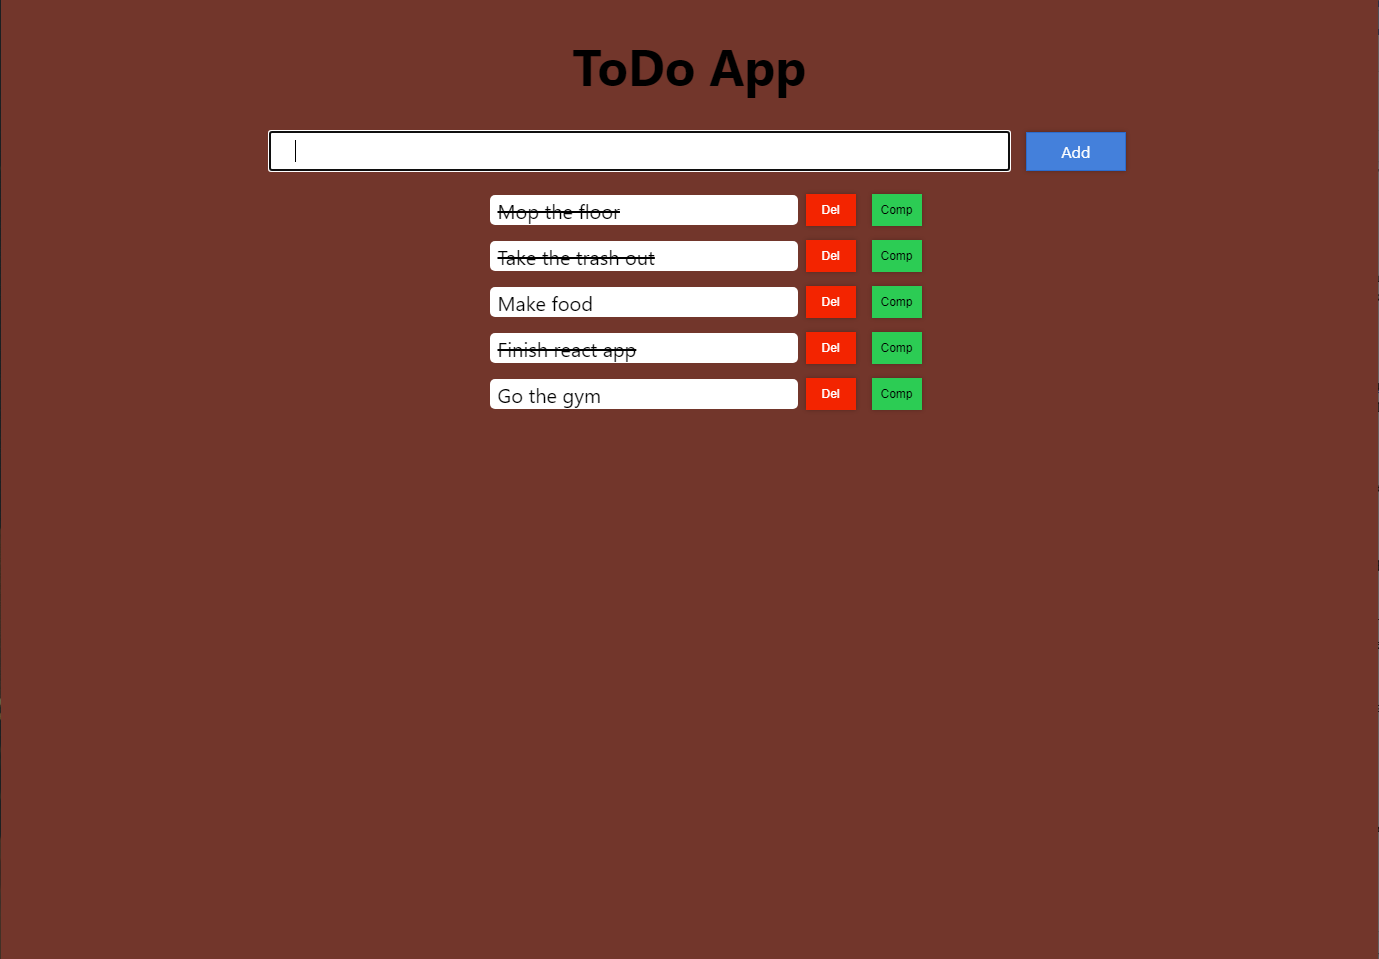 ToDo App
Add
Mop the floor Del Comp
Take the trash out Del Comp
Make food Del Comp
Finish react app Del Comp
Go the gym Del Comp